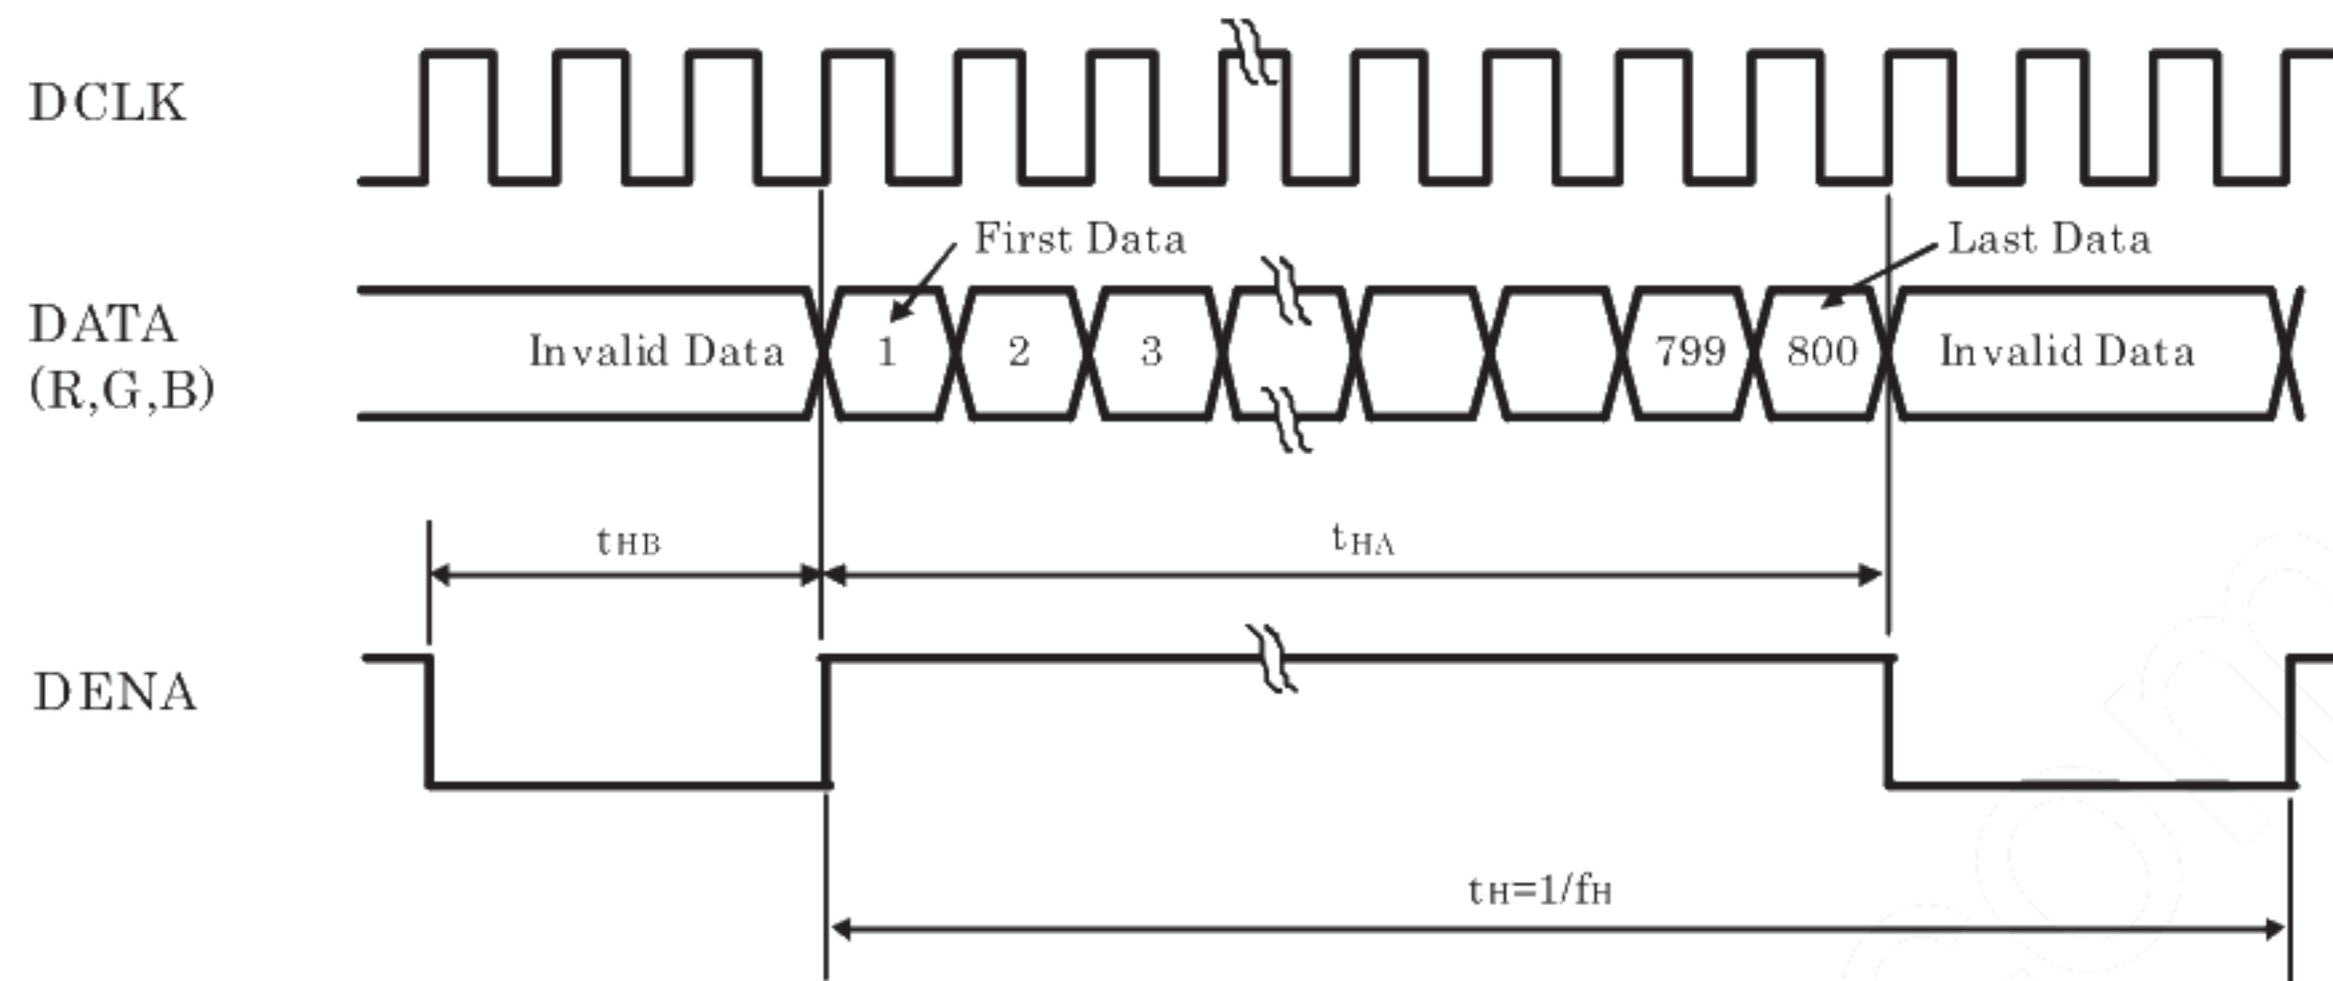 DCLK
First Data
Last Data
DATA
(R,G,B)
Invalid Data
1
2
3
799
800
Invalid Data
tHB
tHA
DENA
tH=1/fH